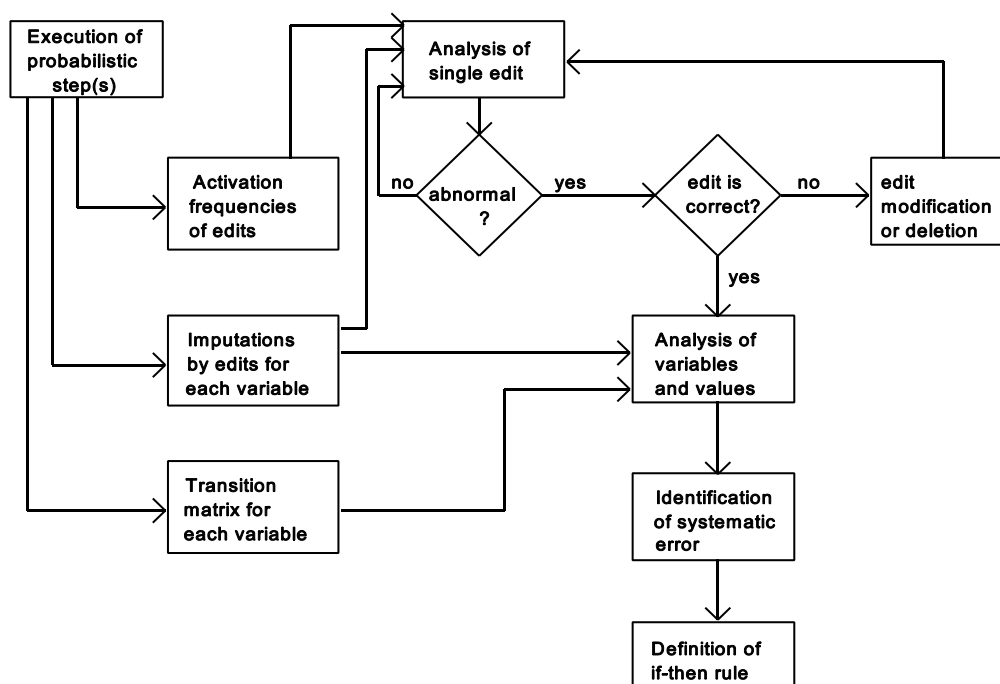 Execution of
probabilistic
step(s)
Analysis of
single edit
Activation
frequencies
of edits
no
abnormal
?
yes
edit is
correct?
no
edit
modification
or deletion
yes
Imputations
by edits for
each variable
Analysis of
variables
and values
Transition
matrix for
each variable
Identification
of systematic
error
Definition of
if-then rule